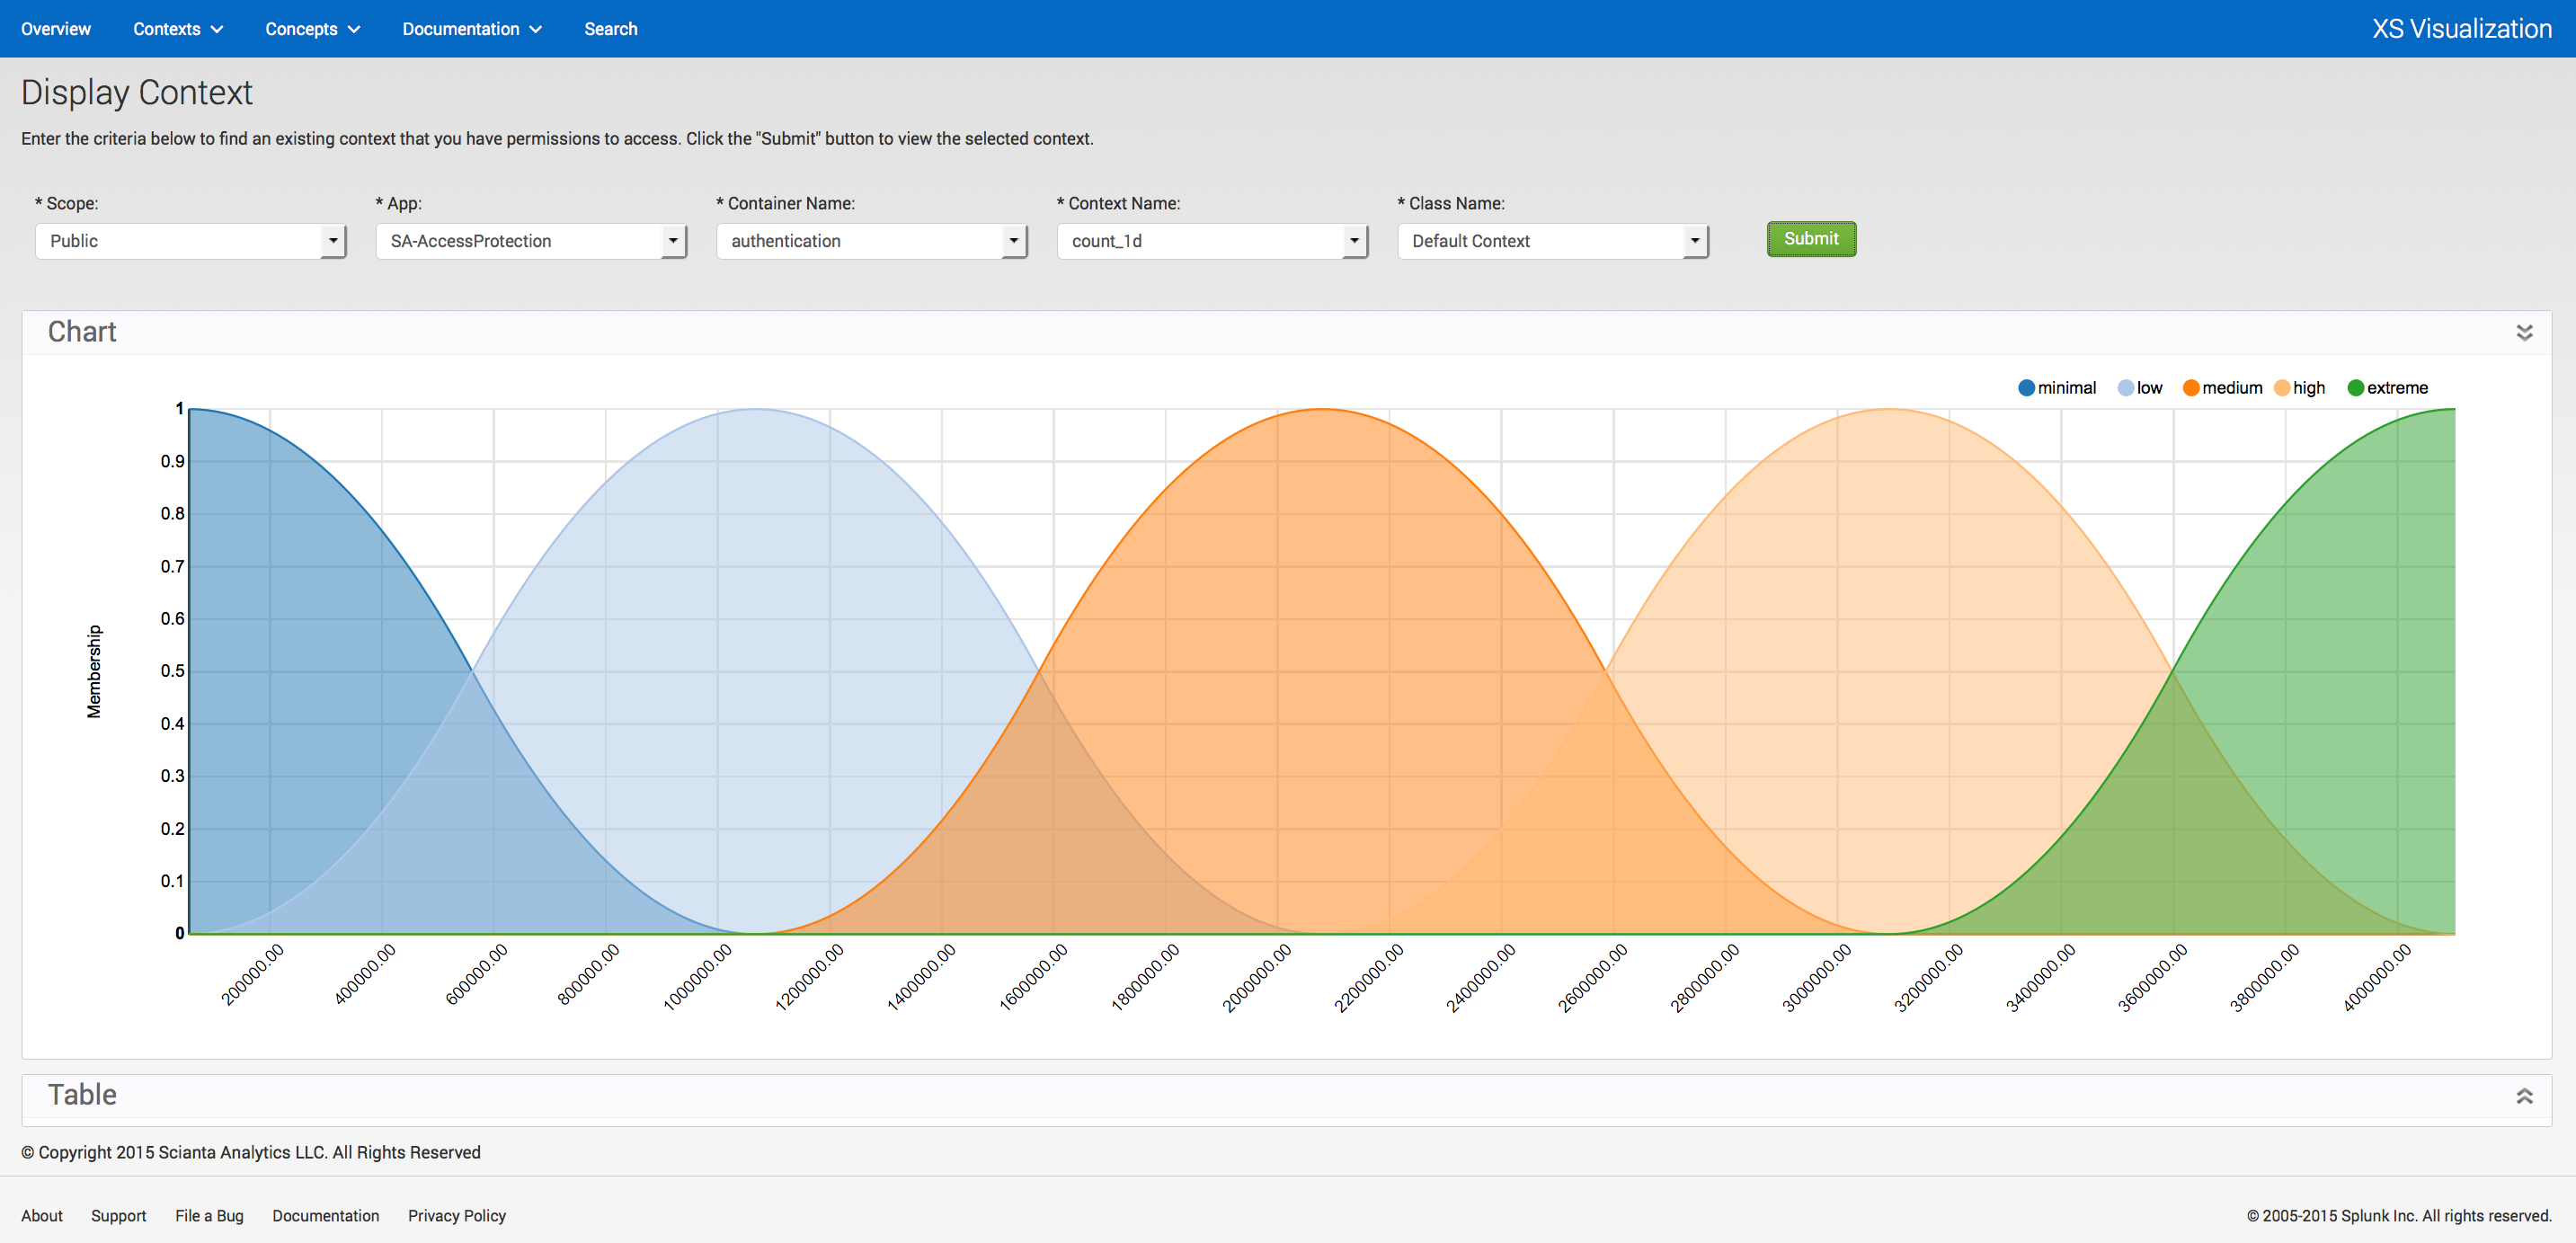 Overview Contexts Concepts Documentation Search XS Visualization
Display Context
Enter the criteria below to find an existing context that you have permissions to access. Click the "Submit" button to view the selected context.
* Scope: * App: * Container Name: * Context Name: * Class Name:
Public SA-AccessProtection authentication count_1d Default Context Submit
Chart
minimal low medium high extreme
1
0.9
0.8
0.7
0.6
Membership
0.5
0.4
0.3
0.2
0.1
0
200000.00 400000.00 600000.00 800000.00 1000000.00 1200000.00 1400000.00 1600000.00 1800000.00 2000000.00 2200000.00 2400000.00 2600000.00 2800000.00 3000000.00 3200000.00 3400000.00 3600000.00 3800000.00 4000000.00
Table
© Copyright 2015 Scianta Analytics LLC. All Rights Reserved
About Support File a Bug Documentation Privacy Policy © 2005-2015 Splunk Inc. All rights reserved.